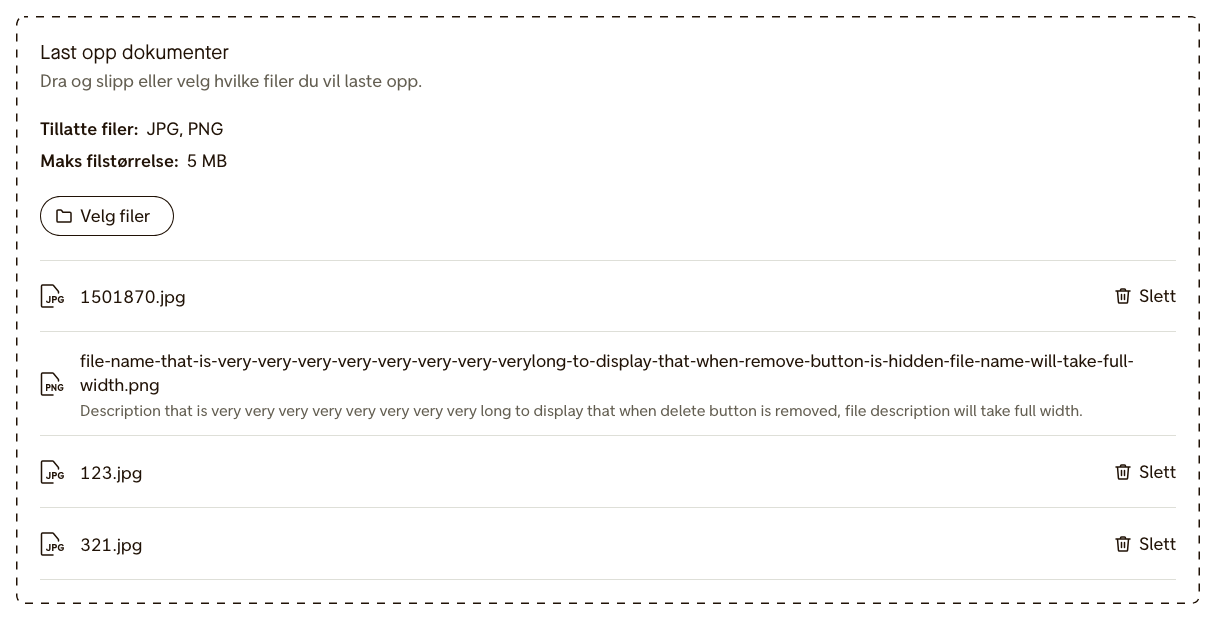 Last opp dokumenter
Dra og slipp eller velg hvilke filer du vil laste opp.
Tillatte filer: JPG, PNG
Maks filstørrelse: 5 MB
Velg filer
JPG 1501870.jpg Slett
file-name-that-is-very-very-very-very-very-very-very-verylong-to-display-that-when-remove-button-is-hidden-file-name-will-take-full-
PNG width.png
Description that is very very very very very very very very long to display that when delete button is removed, file description will take full width.
JPG 123.jpg Slett
JPG 321.jpg Slett